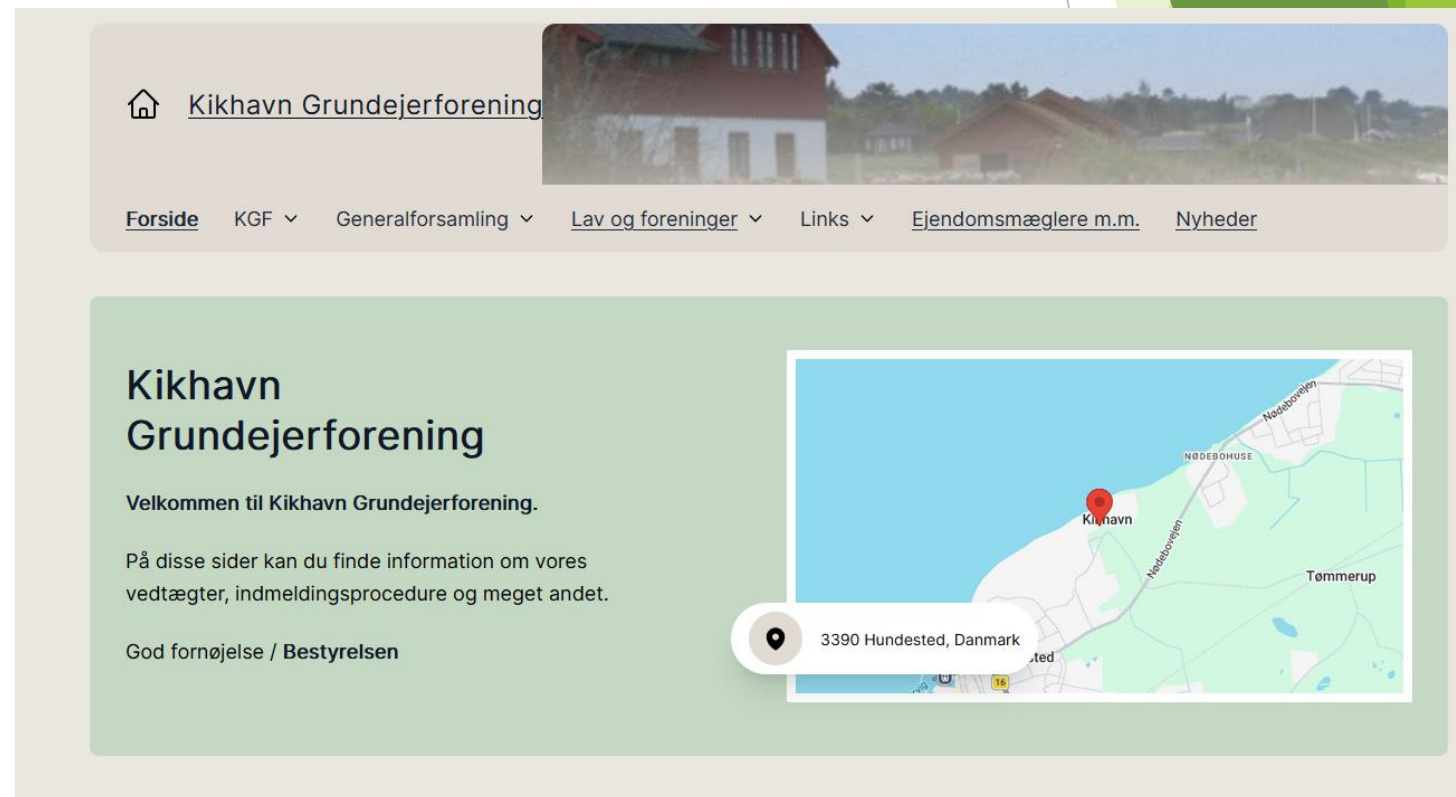 Kikhavn Grundejerforening
Forside KGF Generalforsamling Lav og foreninger Links Ejendomsmæglere m.m. Nyheder
Kikhavn
Grundejerforening
Velkommen til Kikhavn Grundejerforening.
På disse sider kan du finde information om vores
vedtægter, indmeldingsprocedure og meget andet.
God fornøjelse / Bestyrelsen
Nødebovejen
NØDEBOHUSE
Nødebovejen
Tømmerup
3390 Hundested, Danmark
16